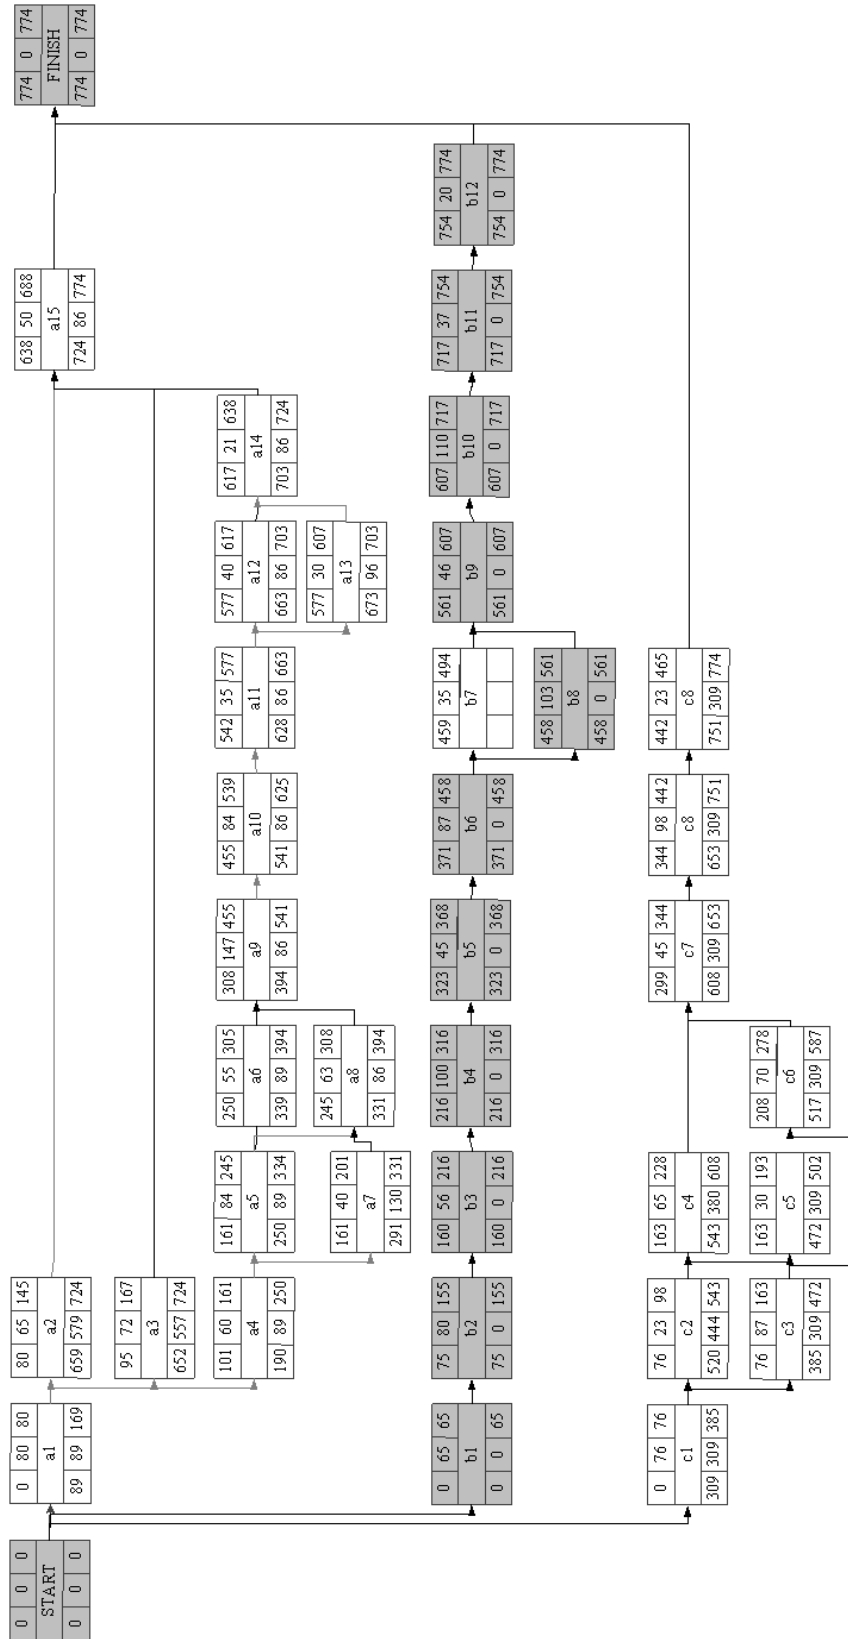 0 0 0
START
0 0 0
0 80 80
a1
89 89 169
80 65 145
a2
659 579 724
95 72 167
a3
652 557 724
101 60 161
a4
190 89 250
161 84 245
a5
250 89 334
161 40 201
a7
291 130 331
250 55 305
a6
339 89 394
245 63 308
a8
331 86 394
308 147 455
a9
394 86 541
455 84 539
a10
541 86 625
542 35 577
a11
628 86 663
577 40 617
a12
663 86 703
577 30 607
a13
673 96 703
617 21 638
a14
703 86 724
638 50 688
a15
724 86 774
774 0 774
FINISH
774 0 774
0 65 65
b1
0 0 65
75 80 155
b2
75 0 155
160 56 216
b3
160 0 216
216 100 316
b4
216 0 316
323 45 368
b5
323 0 368
371 87 458
b6
371 0 458
459 35 494
b7
458 103 561
b8
458 0 561
561 46 607
b9
561 0 607
607 110 717
b10
607 0 717
717 37 754
b11
717 0 754
754 20 774
b12
754 0 774
0 76 76
c1
309 309 385
76 23 98
c2
520 444 543
76 87 163
c3
385 309 472
163 65 228
c4
543 380 608
163 30 193
c5
472 309 502
208 70 278
c6
517 309 587
299 45 344
c7
608 309 653
344 98 442
c8
653 309 751
442 23 465
c8
751 309 774